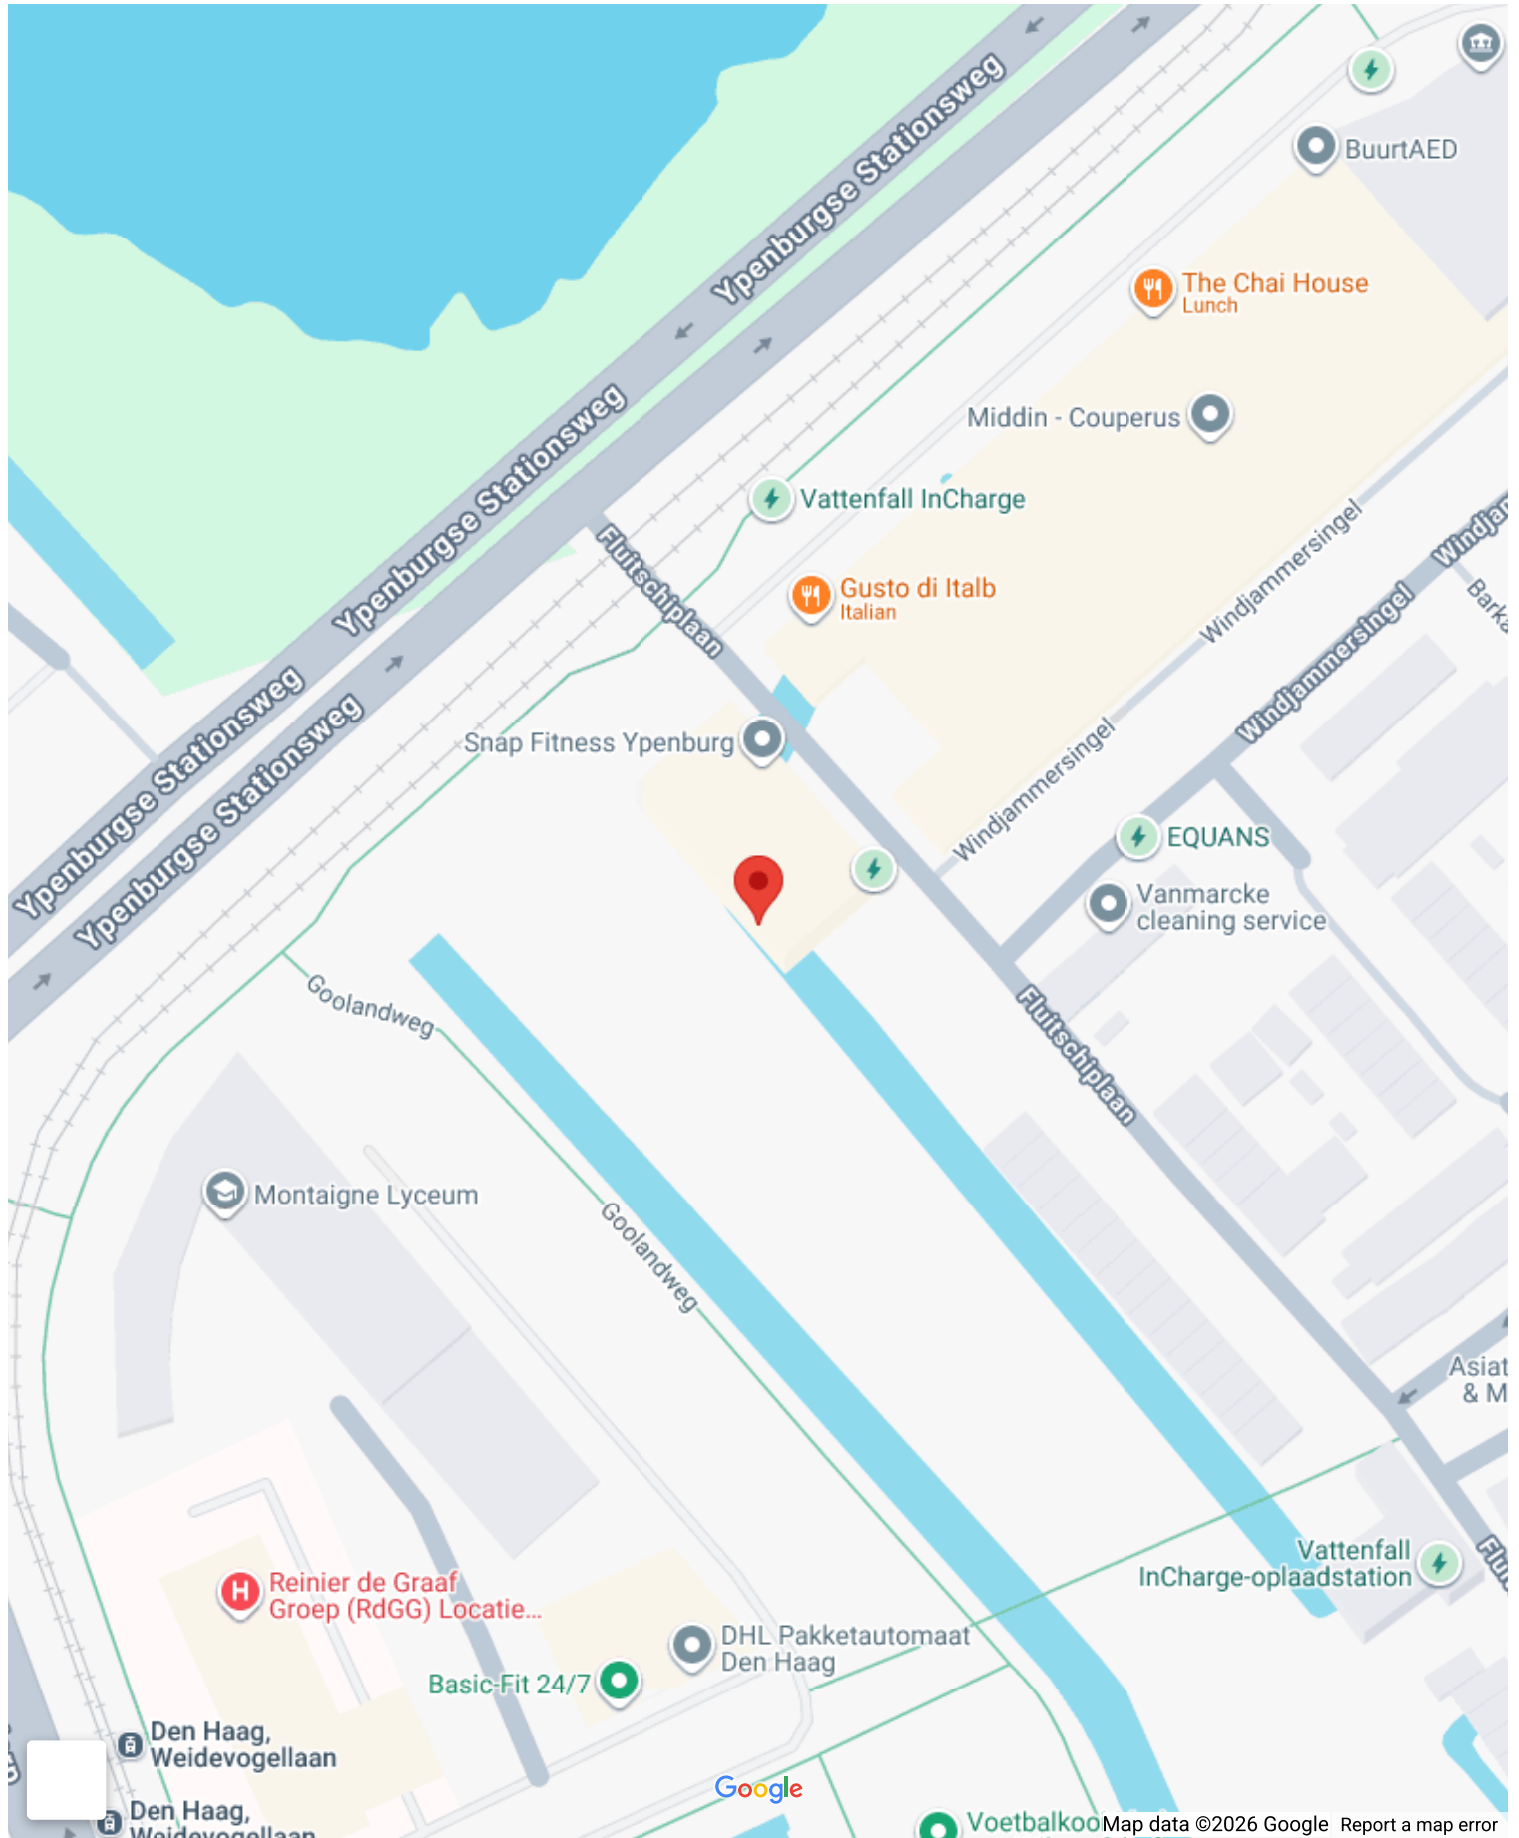 Ypenburgse Stationsweg
BuurtAED
The Chai House
Lunch
Middin - Couperus
Ypenburgse Stationsweg
Vattenfall InCharge
Fluitschiplaan
Gusto di Italb
Italian
Windjammersingel
Windjammersingel
Ypenburgse Stationsweg
Ypenburgse Stationsweg
Snap Fitness Ypenburg
Windjammersingel
EQUANS
Vanmarcke
cleaning service
Goolandweg
Fluitschiplaan
Montaigne Lyceum
Goolandweg
Asiat
& M
Vattenfall
InCharge-oplaadstation
Reinier de Graaf
Groep (RdGG) Locatie...
DHL Pakketautomaat
Den Haag
Basic-Fit 24/7
Den Haag,
Weidevogellaan
Google
Den Haag,
Weidevogellaan
Voetbalkoo
Map data ©2026 Google
Report a map error